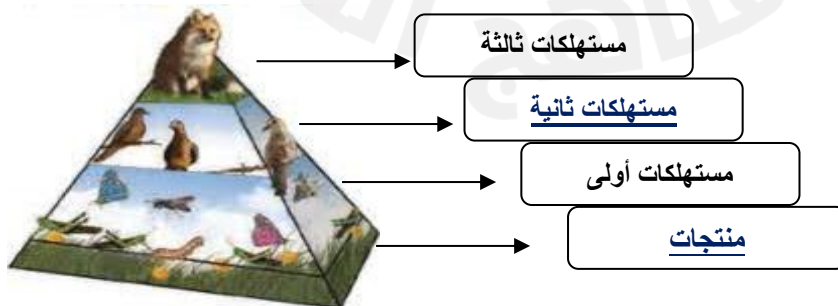 مستهلكات ثالثة
مستهلكات ثانية
مستهلكات أولى
منتجات